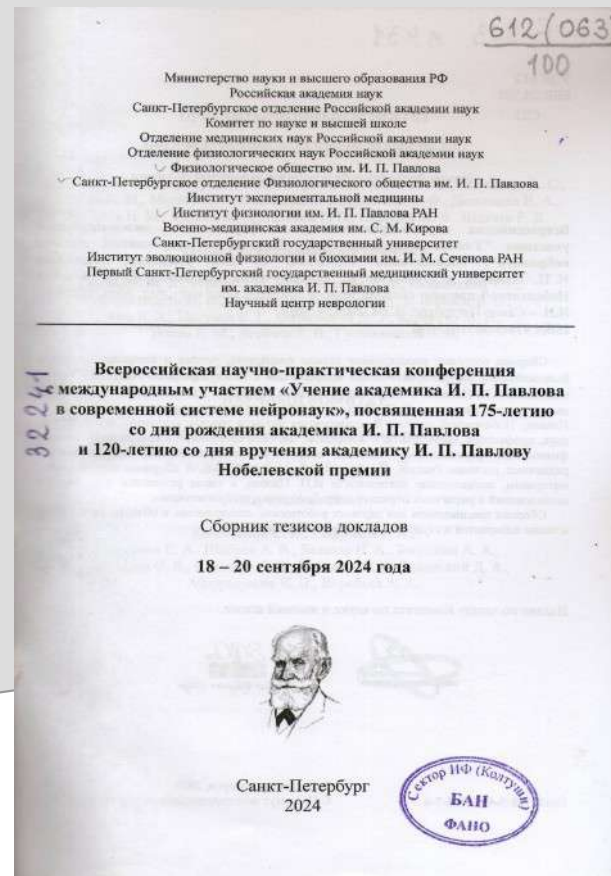 612(063)
100
Министерство науки и высшего образования РФ
Российская академия наук
Санкт-Петербургское отделение Российской академии наук
Комитет по науке и высшей школе
Отделение медицинских наук Российской академии наук
Отделение физиологических наук Российской академии наук
Физиологическое общество им. И. П. Павлова
Санкт-Петербургское отделение Физиологического общества им. И. П. Павлова
Институт экспериментальной медицины
Институт физиологии им. И. П. Павлова РАН
Военно-медицинская академия им. С. М. Кирова
Санкт-Петербургский государственный университет
Институт эволюционной физиологии и биохимии им. И. М. Сеченова РАН
Первый Санкт-Петербургский государственный медицинский университет
им. академика И. П. Павлова
Научный центр неврологии
32241
Всероссийская научно-практическая конференция
с международным участием «Учение академика И. П. Павлова
в современной системе нейронаук», посвященная 175-летию
со дня рождения академика И. П. Павлова
и 120-летию со дня вручения академику И. П. Павлову
Нобелевской премии
Сборник тезисов докладов
18 – 20 сентября 2024 года
Санкт-Петербург
2024
Сектор ИФ (Колтуши)
БАН
ФАНО